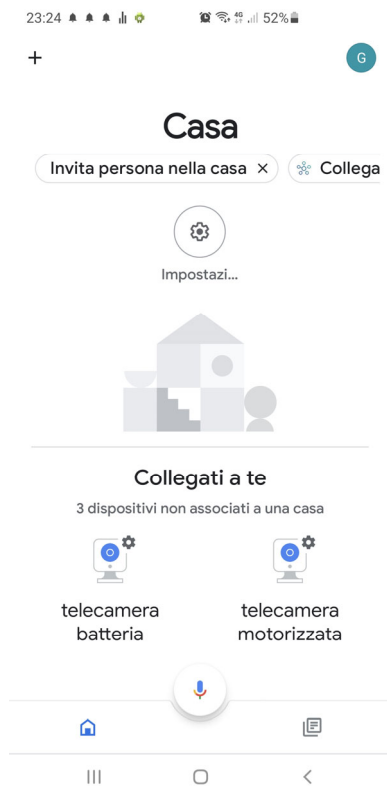 23:24 4G 52%
G
Casa
Invita persona nella casa × Collega
Impostazi...
Collegati a te
3 dispositivi non associati a una casa
telecamera
batteria
telecamera
motorizzata